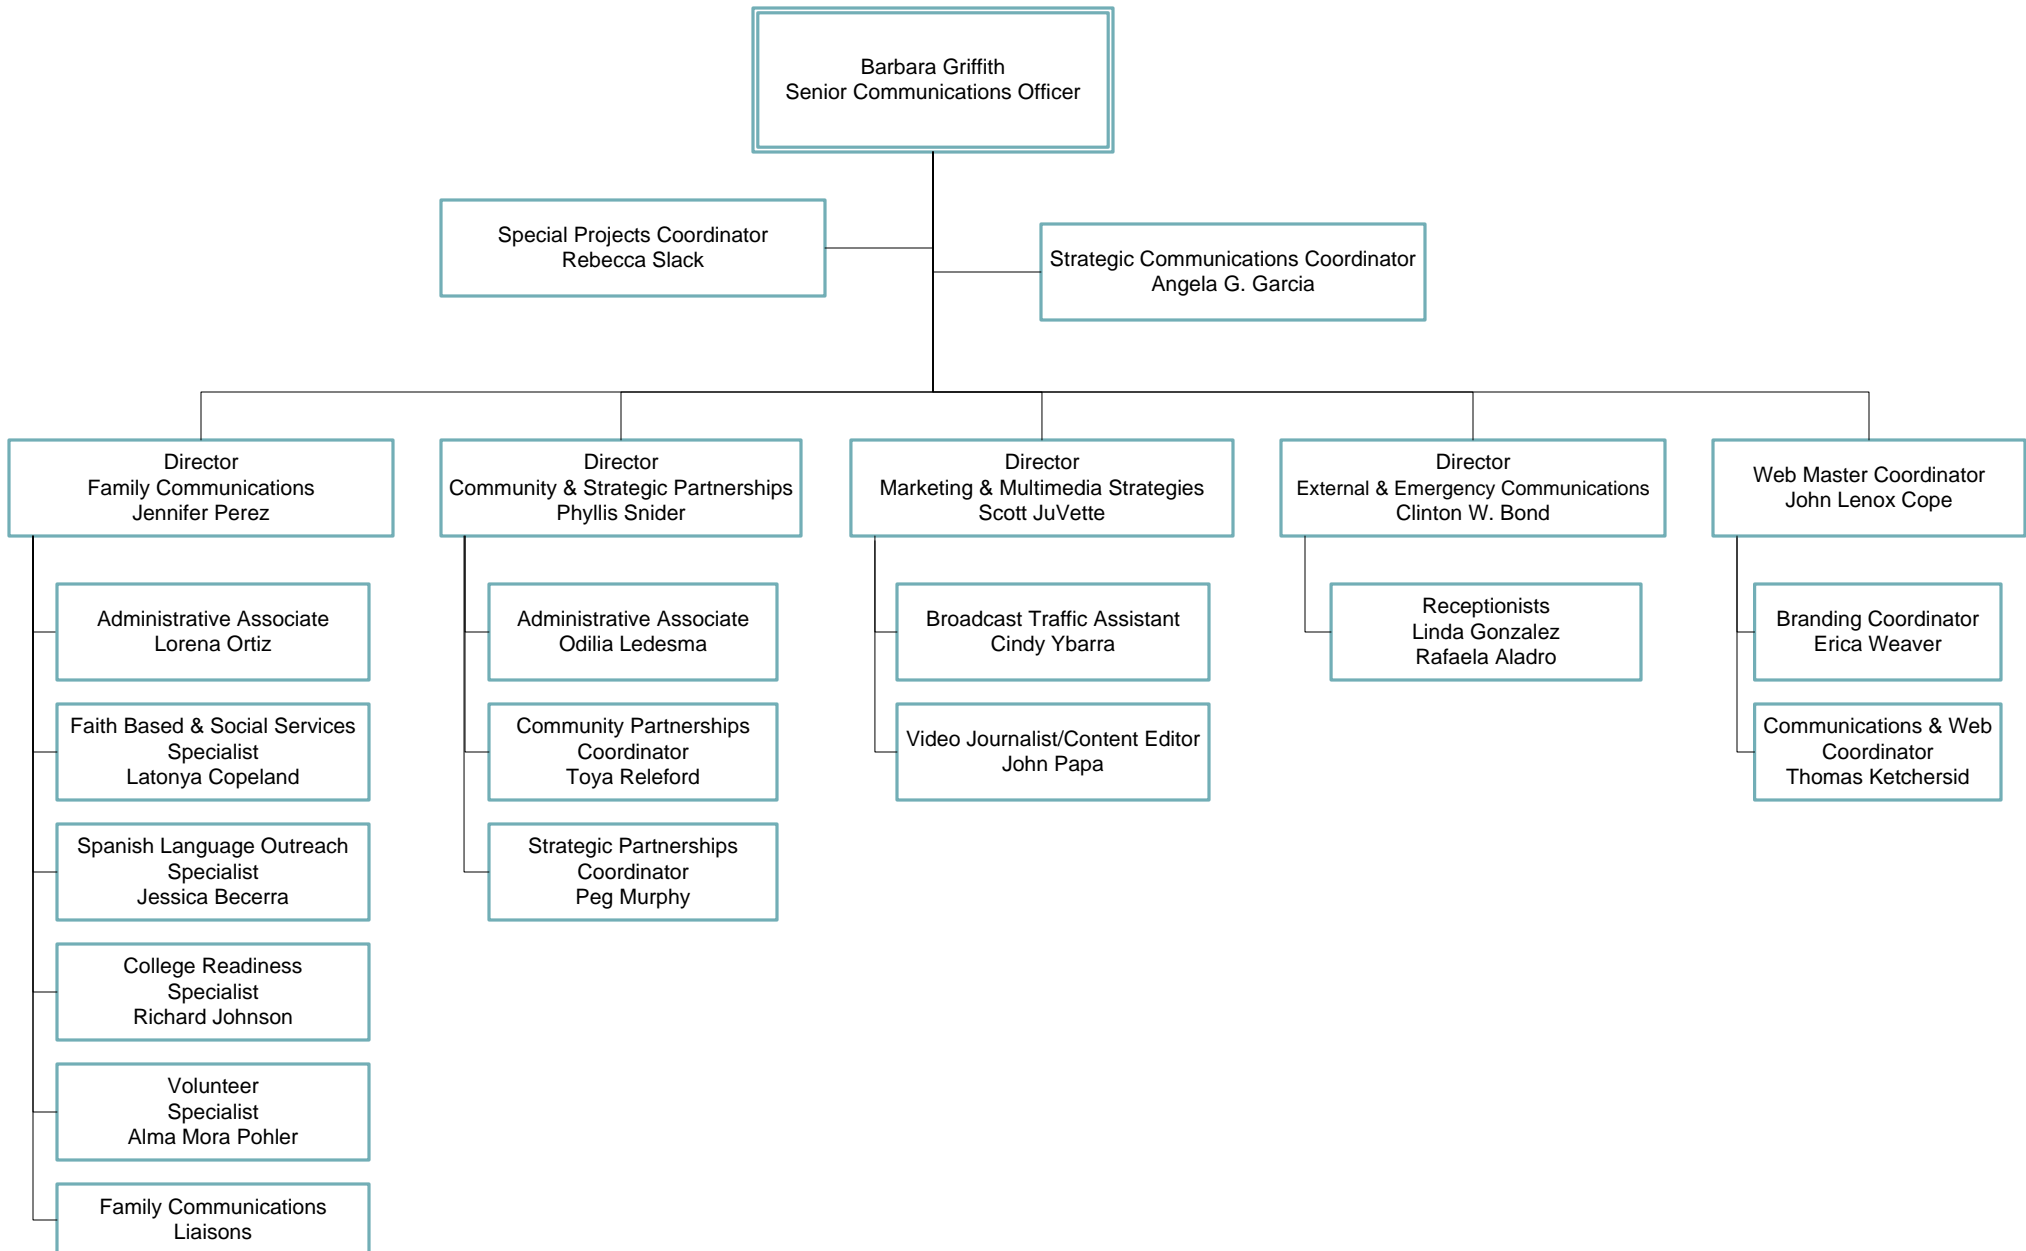 Barbara Griffith
Senior Communications Officer
Special Projects Coordinator
Rebecca Slack
Strategic Communications Coordinator
Angela G. Garcia
Director
Family Communications
Jennifer Perez
Director
Community & Strategic Partnerships
Phyllis Snider
Director
Marketing & Multimedia Strategies
Scott JuVette
Director
External & Emergency Communications
Clinton W. Bond
Web Master Coordinator
John Lenox Cope
Administrative Associate
Lorena Ortiz
Faith Based & Social Services
Specialist
Latonya Copeland
Spanish Language Outreach
Specialist
Jessica Becerra
College Readiness
Specialist
Richard Johnson
Volunteer
Specialist
Alma Mora Pohler
Family Communications
Liaisons
Administrative Associate
Odilia Ledesma
Community Partnerships
Coordinator
Toya Releford
Strategic Partnerships
Coordinator
Peg Murphy
Broadcast Traffic Assistant
Cindy Ybarra
Video Journalist/Content Editor
John Papa
Receptionists
Linda Gonzalez
Rafaela Aladro
Branding Coordinator
Erica Weaver
Communications & Web
Coordinator
Thomas Ketchersid